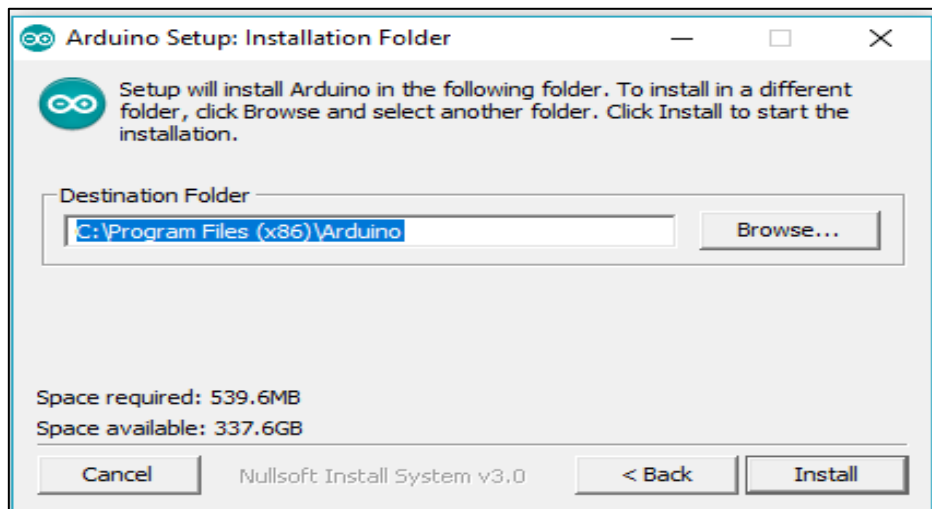 Arduino Setup: Installation Folder
Setup will install Arduino in the following folder. To install in a different
folder, click Browse and select another folder. Click Install to start the
installation.
Destination Folder
C:\Program Files (x86)\Arduino
Browse...
Space required: 539.6MB
Space available: 337.6GB
Cancel
Nullsoft Install System v3.0
< Back
Install